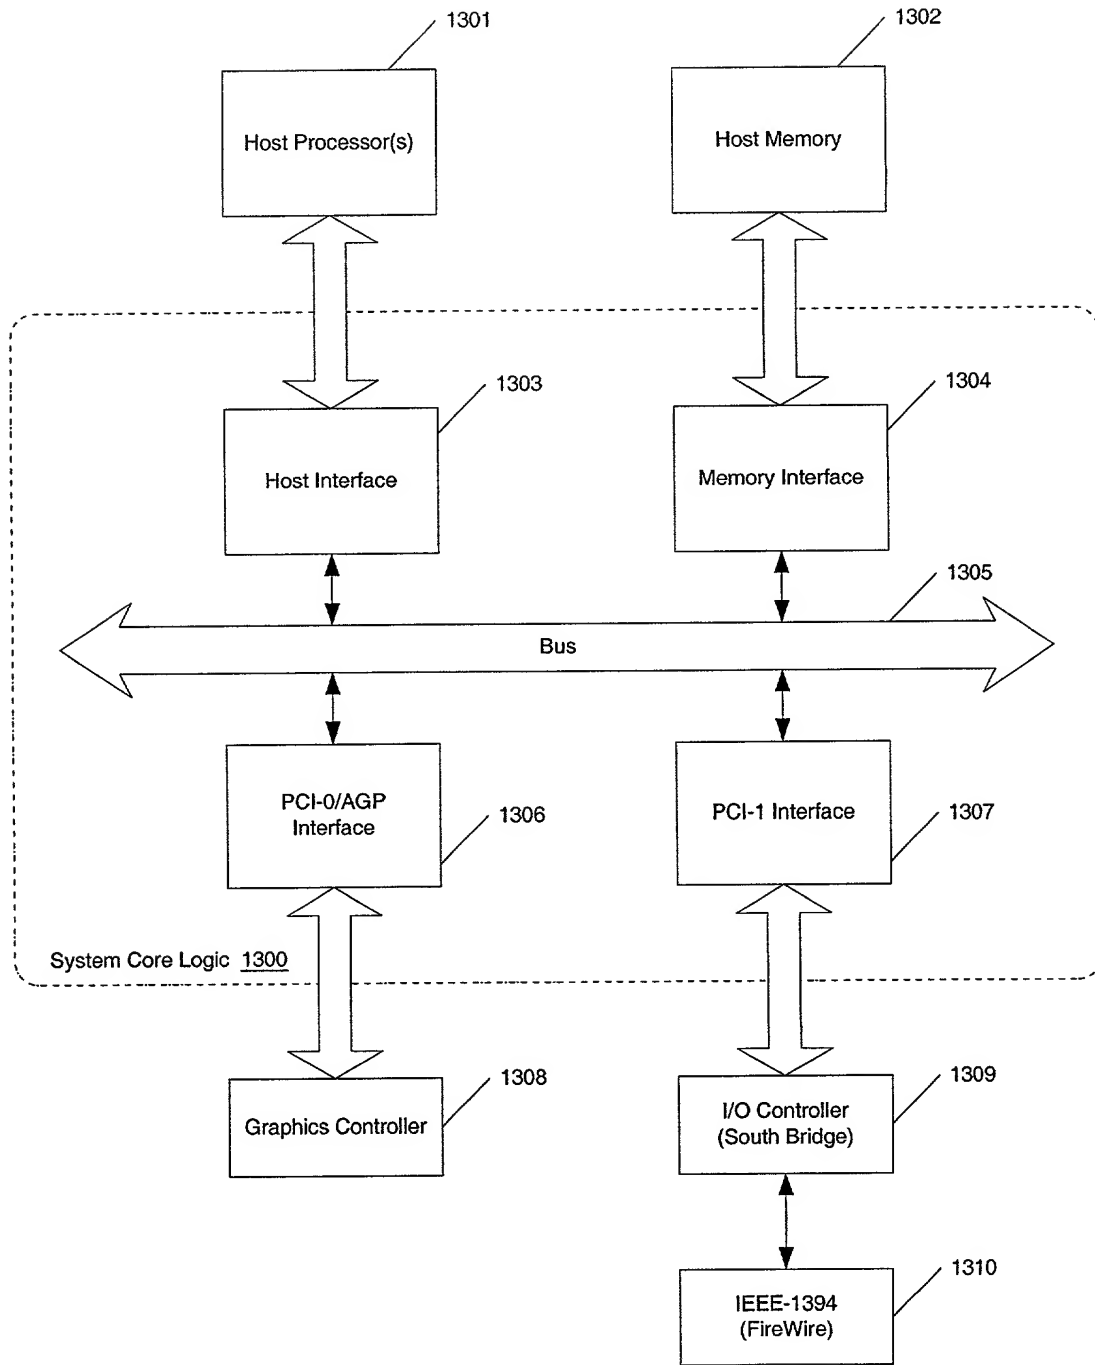 1301
1302
Host Processor(s)
Host Memory
1303
1304
Host Interface
Memory Interface
1305
Bus
PCI-0/AGP
Interface
1306
PCI-1 Interface
1307
System Core Logic 1300
1308
Graphics Controller
1309
I/O Controller
(South Bridge)
1310
IEEE-1394
(FireWire)